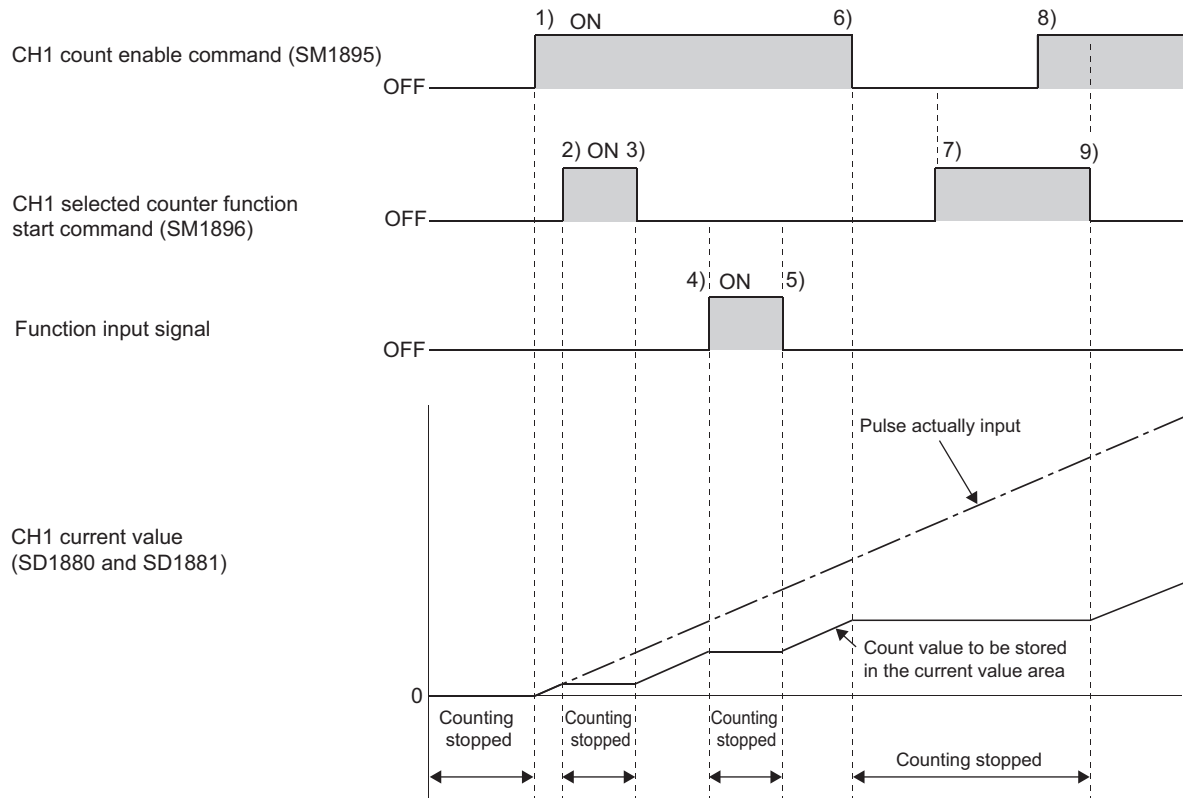 1) ON
6)
8)
CH1 count enable command (SM1895)
OFF
2) ON 3)
7)
9)
CH1 selected counter function
start command (SM1896)
OFF
4) ON 5)
Function input signal
OFF
Pulse actually input
CH1 current value
(SD1880 and SD1881)
Count value to be stored
in the current value area
0
Counting
stopped
Counting
stopped
Counting
stopped
Counting stopped